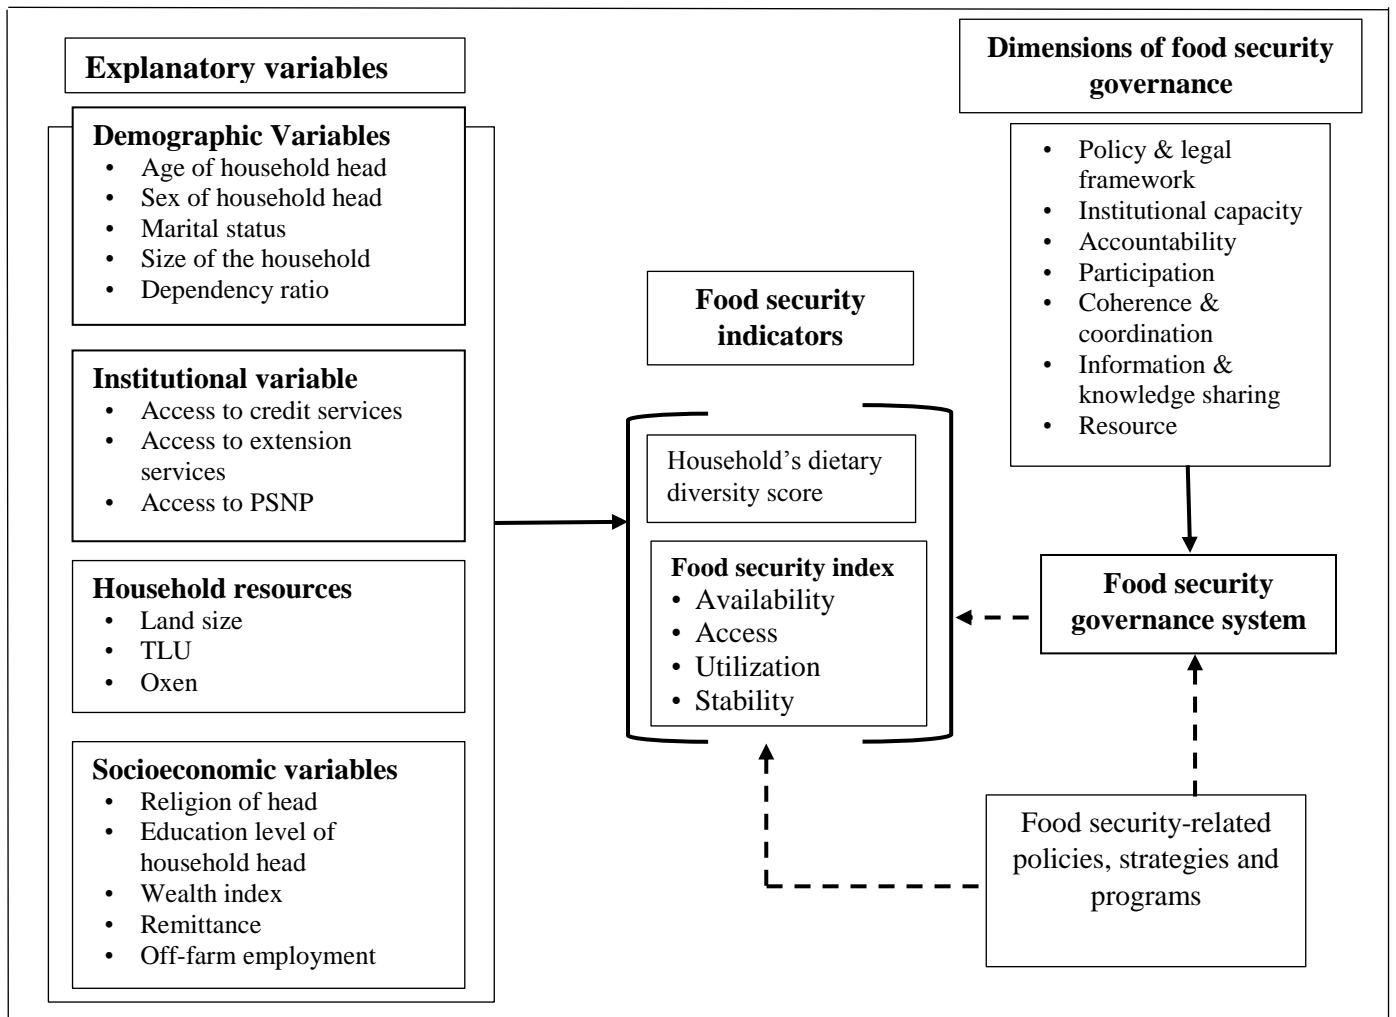 Explanatory variables
Demographic Variables
• Age of household head
• Sex of household head
• Marital status
• Size of the household
• Dependency ratio
Institutional variable
• Access to credit services
• Access to extension
services
• Access to PSNP
Household resources
• Land size
• TLU
• Oxen
Socioeconomic variables
• Religion of head
• Education level of
household head
• Wealth index
• Remittance
• Off-farm employment
Food security
indicators
Household’s dietary
diversity score
Food security index
• Availability
• Access
• Utilization
• Stability
Dimensions of food security
governance
• Policy & legal
framework
• Institutional capacity
• Accountability
• Participation
• Coherence &
coordination
• Information &
knowledge sharing
• Resource
Food security
governance system
Food security-related
policies, strategies and
programs